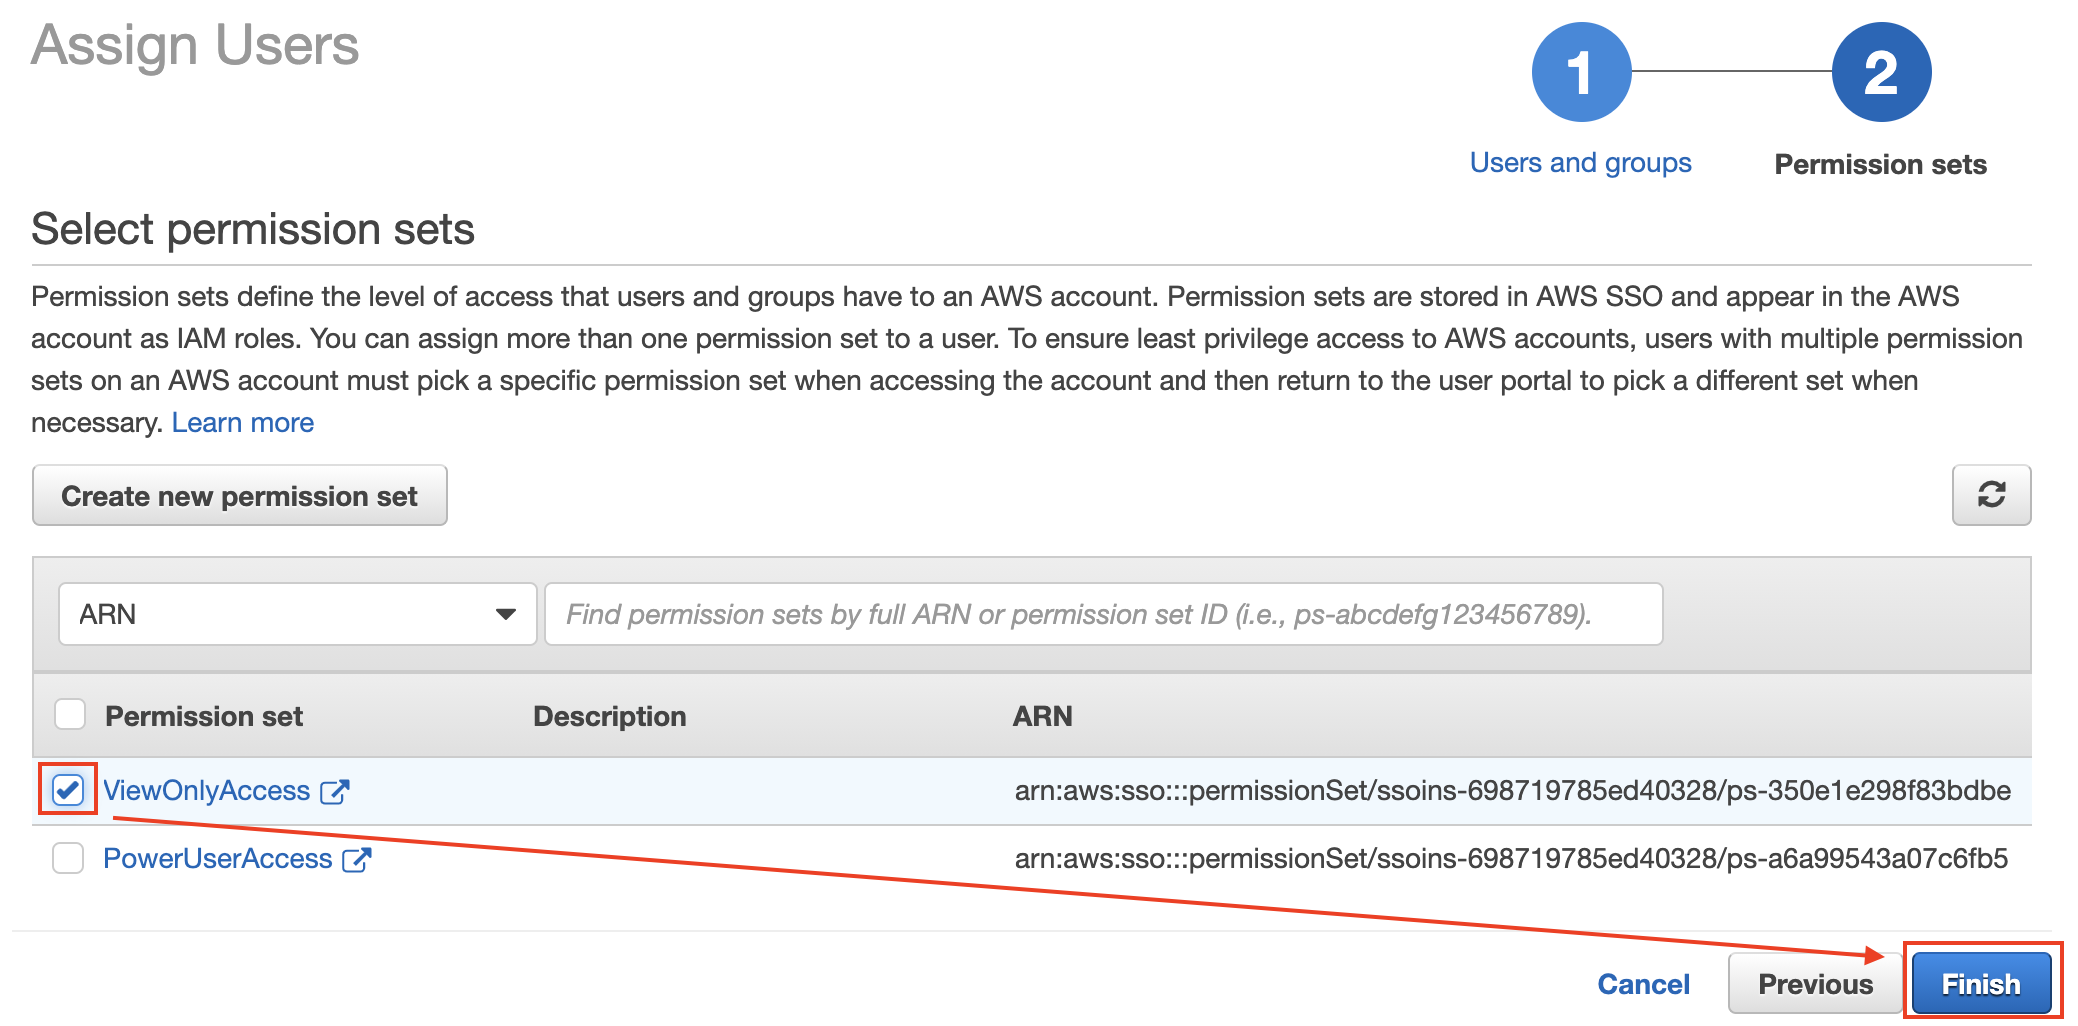 Assign Users
1
2
Users and groups
Permission sets
Select permission sets
Permission sets define the level of access that users and groups have to an AWS account. Permission sets are stored in AWS SSO and appear in the AWS
account as IAM roles. You can assign more than one permission set to a user. To ensure least privilege access to AWS accounts, users with multiple permission
sets on an AWS account must pick a specific permission set when accessing the account and then return to the user portal to pick a different set when
necessary. Learn more
Create new permission set
ARN
Find permission sets by full ARN or permission set ID (i.e., ps-abcdefg123456789).
Permission set Description ARN
ViewOnlyAccess arn:aws:sso:::permissionSet/ssoins-698719785ed40328/ps-350e1e298f83bdbe
PowerUserAccess arn:aws:sso:::permissionSet/ssoins-698719785ed40328/ps-a6a99543a07c6fb5
Cancel
Previous
Finish